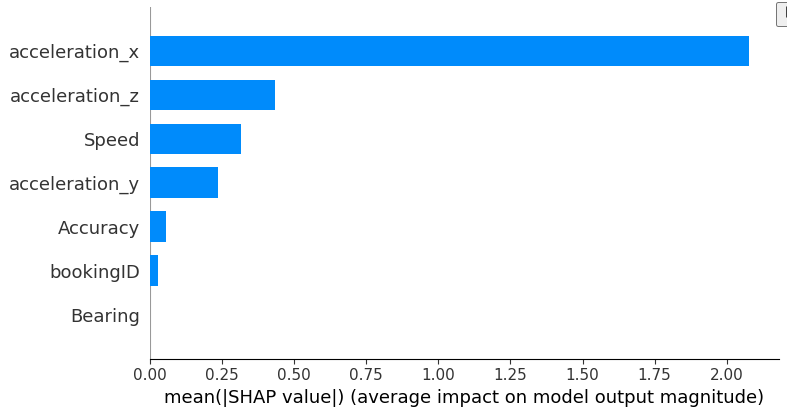 acceleration_x
acceleration_z
Speed
acceleration_y
Accuracy
bookingID
Bearing
0.00 0.25 0.50 0.75 1.00 1.25 1.50 1.75 2.00
mean(|SHAP value|) (average impact on model output magnitude)